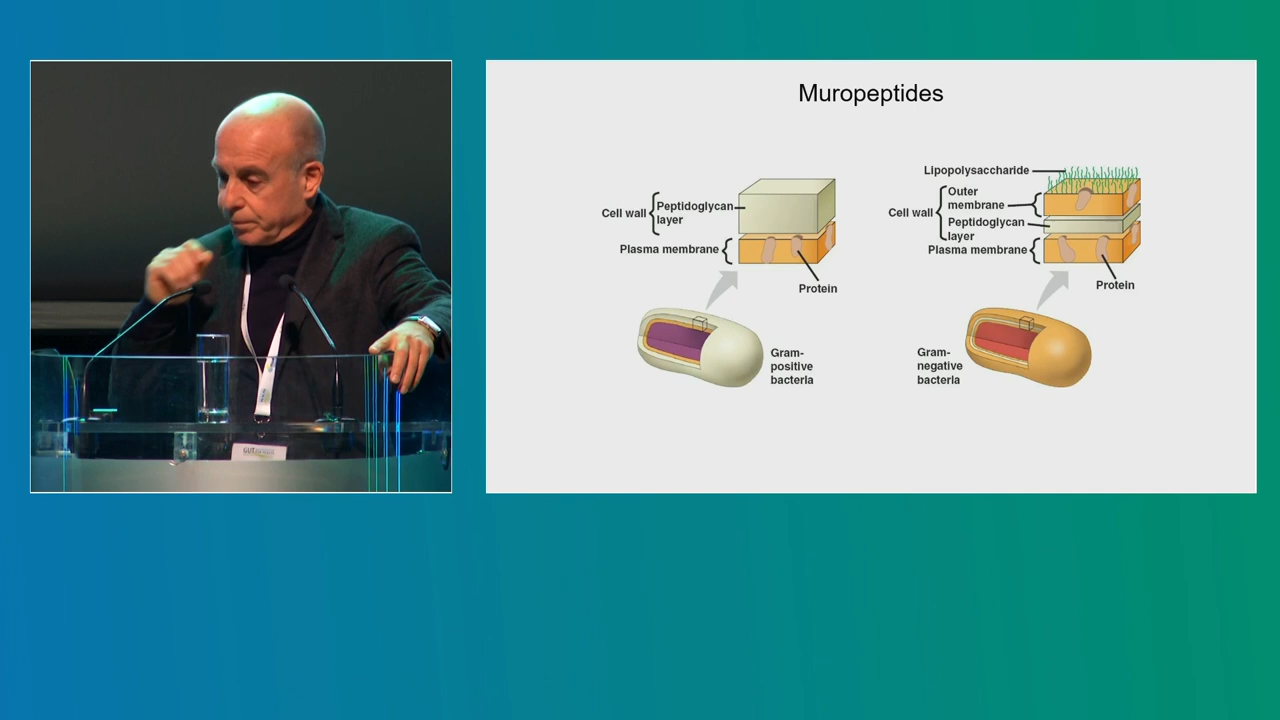 Muropeptides
Cell wall
Peptidoglycan
layer
Plasma membrane
Protein
Gram-
positive
bacteria
Lipopolysaccharide
Cell wall
Outer
membrane
Peptidoglycan
layer
Plasma membrane
Protein
Gram-
negative
bacteria
GUT